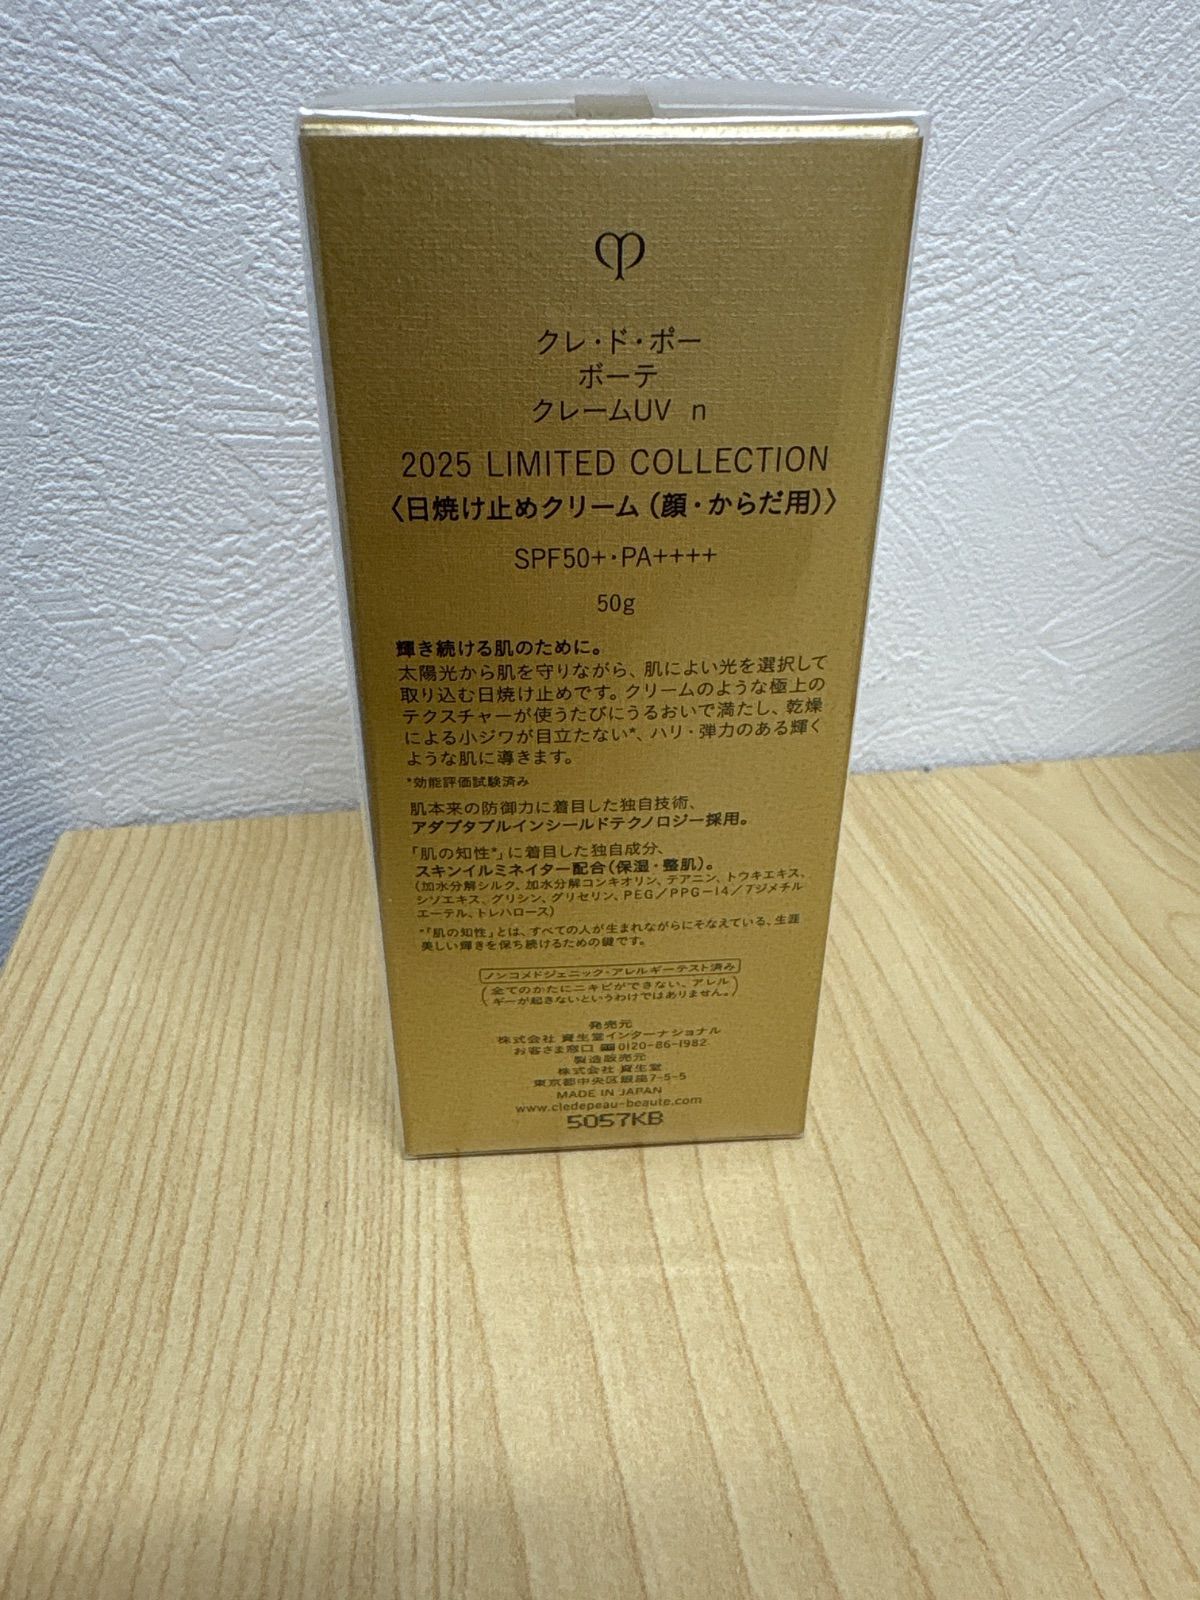 クレ・ド・ポー
ボーテ
クレームUV n
2025 LIMITED COLLECTION
〈日焼け止めクリーム（顔・からだ用）〉
SPF50+・PA++++
50g
輝き続ける肌のために。
太陽光から肌を守りながら、肌によい光を選択して
取り込む日焼け止めです。クリームのような極上の
テクスチャーが使うたびにうるおいで満たし、乾燥
による小ジワが目立たない*、ハリ・弾力のある輝く
ような肌に導きます。
*効能評価試験済み
肌本来の防御力に着目した独自技術、
アダプタブルインシールドテクノロジー採用。
「肌の知性*」に着目した独自成分、
スキンイルミネイター配合（保湿・整肌）。
（加水分解シルク、加水分解コンキオリン、テアニン、トウキエキス、
シソエキス、グリシン、グリセリン、PEG／PPG－14／7ジメチル
エーテル、トレハロース）
*「肌の知性」とは、すべての人が生まれながらにそなえている、生涯
美しい輝きを保ち続けるための鍵です。
ノンコメドジェニック・アレルギーテスト済み
（全てのかたにニキビができない、アレル
ギーが起きないというわけではありません。）
発売元
株式会社 資生堂インターナショナル
お客さま窓口 0120-86-1982
製造販売元
株式会社 資生堂
東京都中央区銀座7-5-5
MADE IN JAPAN
www.cledepeau-beaute.com
5057KB